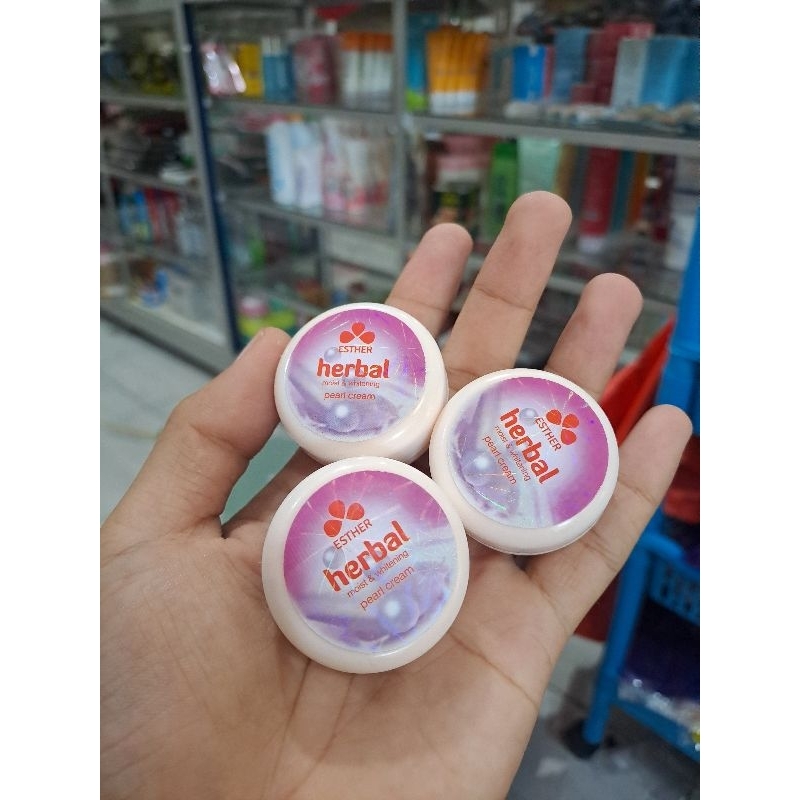 ESTHER
herbal
moist & whitening
pearl cream
ESTHER
herbal
moist & whitening
pearl cream
ESTHER
herbal
moist & whitening
pearl cream